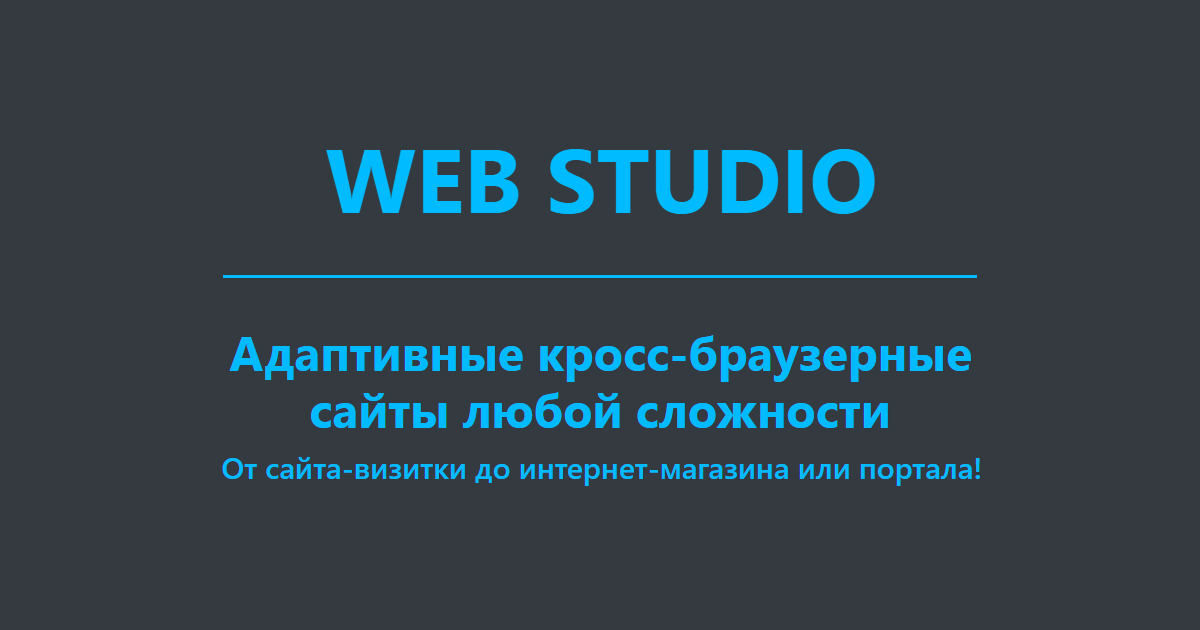 WEB STUDIO
Адаптивные кросс-браузерные
сайты любой сложности
От сайта-визитки до интернет-магазина или портала!